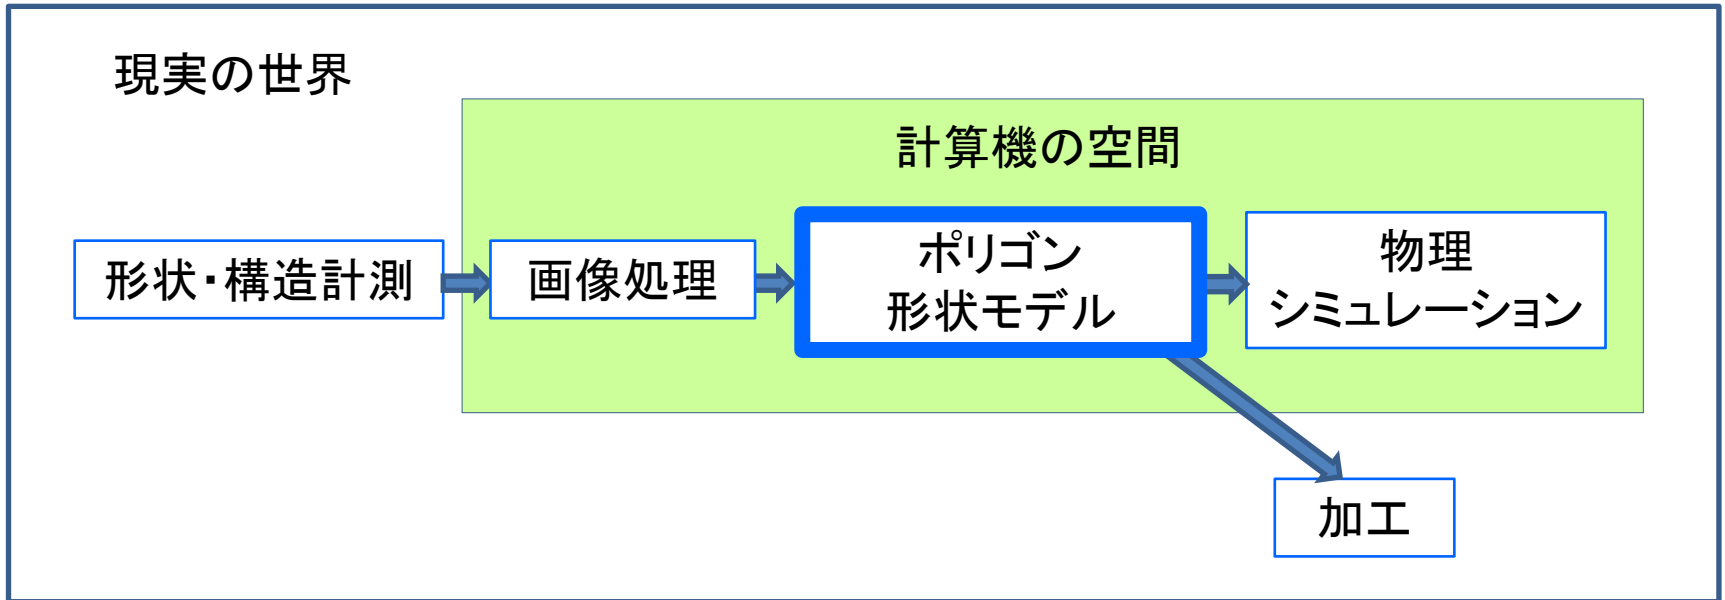 現実の世界
計算機の空間
形状・構造計測
画像処理
ポリゴン
形状モデル
物理
シミュレーション
加工